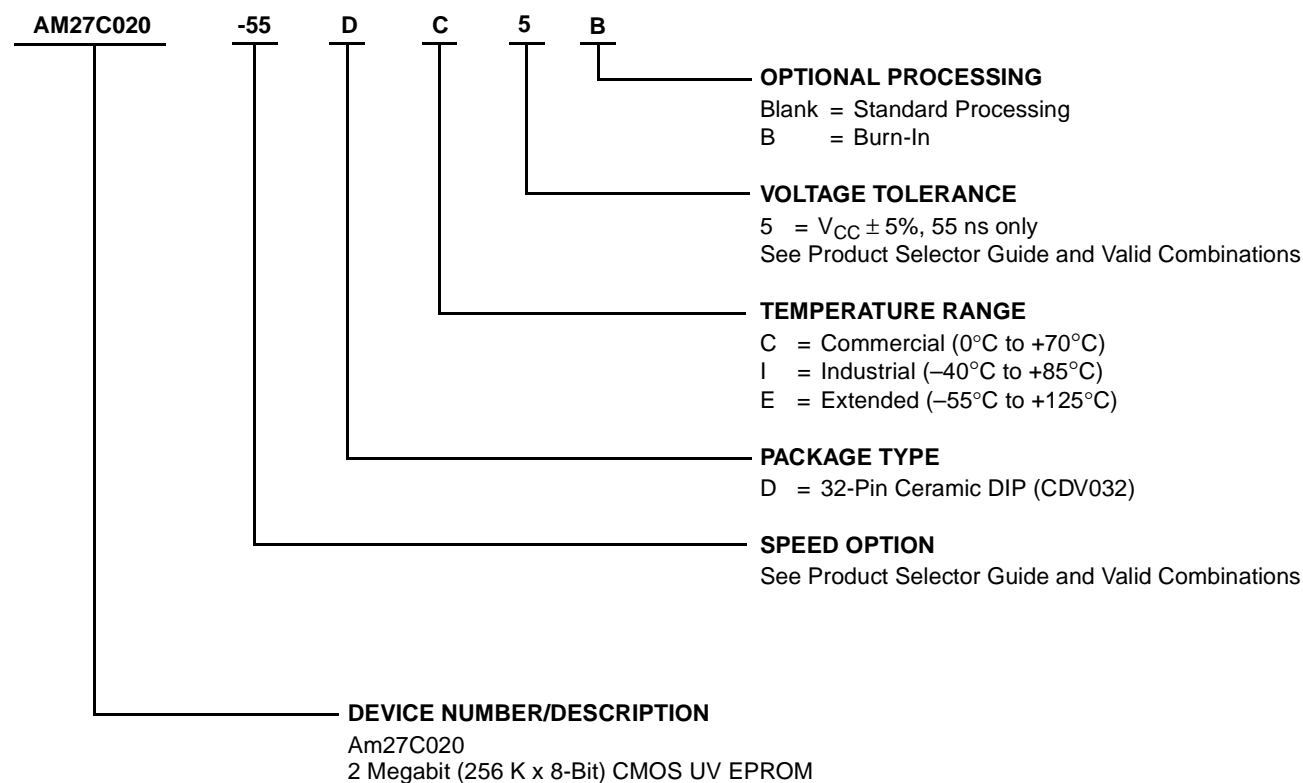 AM27C020 -55 D C 5 B
OPTIONAL PROCESSING
Blank = Standard Processing
B = Burn-In
VOLTAGE TOLERANCE
5 = VCC ± 5%, 55 ns only
See Product Selector Guide and Valid Combinations
TEMPERATURE RANGE
C = Commercial (0°C to +70°C)
I = Industrial (–40°C to +85°C)
E = Extended (–55°C to +125°C)
PACKAGE TYPE
D = 32-Pin Ceramic DIP (CDV032)
SPEED OPTION
See Product Selector Guide and Valid Combinations
DEVICE NUMBER/DESCRIPTION
Am27C020
2 Megabit (256 K x 8-Bit) CMOS UV EPROM